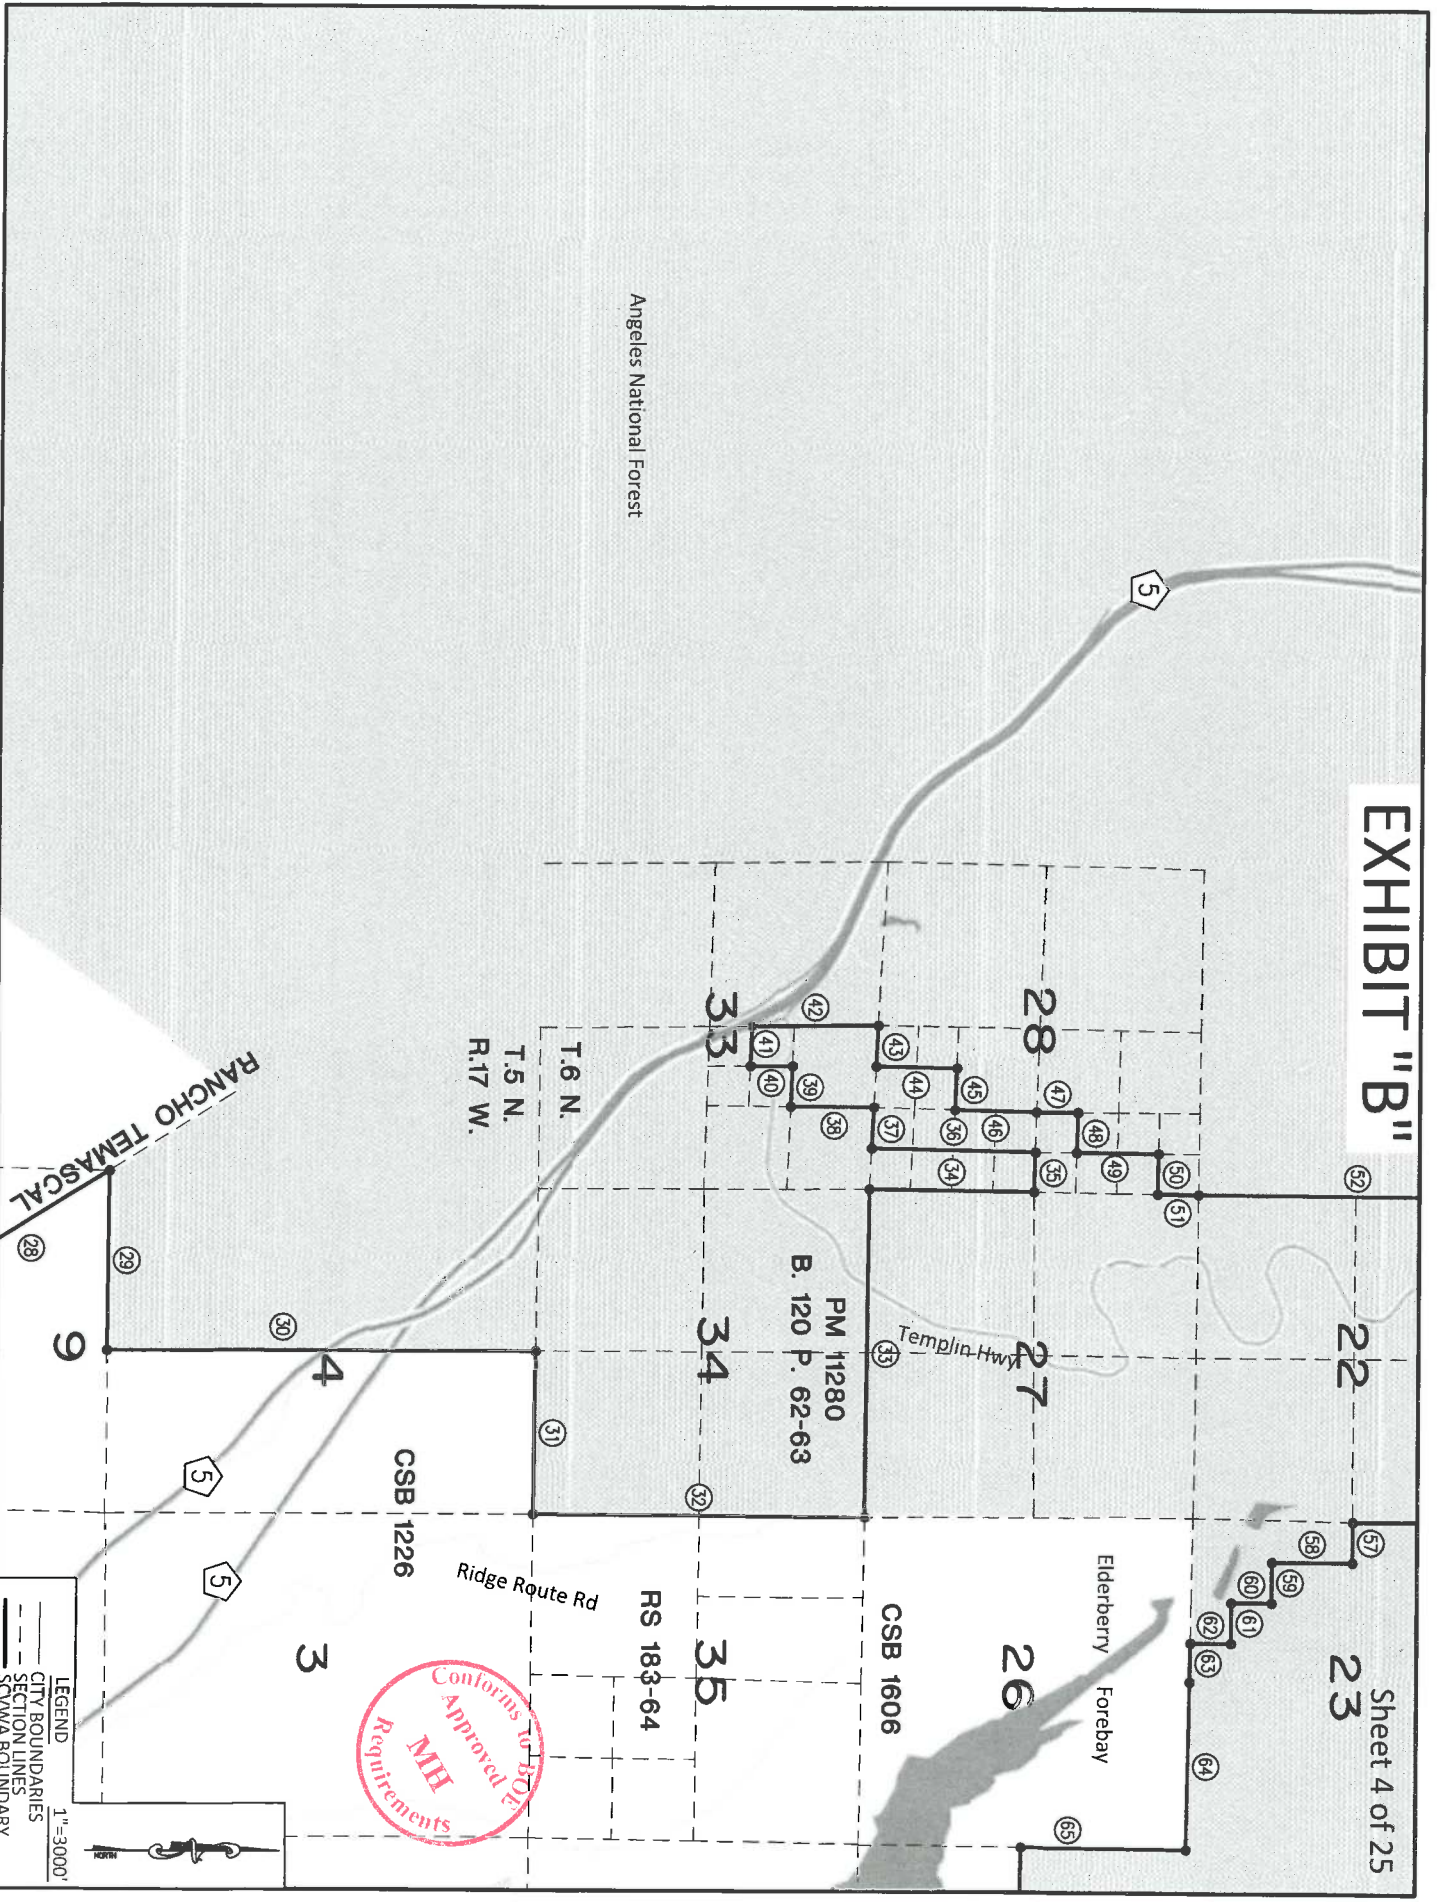 EXHIBIT "B"
Sheet 4 of 25
Angeles National Forest
5
52
22
23
57
58
59
60
61
62
63
64
65
51
50
49
48
47
46
45
44
43
42
41
40
39
38
37
36
35
34
33
32
31
30
29
28
28
27
26
33
34
35
Templin Hwy
Elderberry Forebay
PM 11280
B. 120 P. 62-63
CSB 1606
RS 183-64
Ridge Route Rd
T.6 N.
T.5 N.
R.17 W.
CSB 1226
4
3
9
5
5
RANCHO TEMASCAL
Conforms to BOE
Approved
MH
Requirements
LEGEND
1"=3000'
CITY BOUNDARIES
SECTION LINES
SCVWA BOUNDARY
NORTH